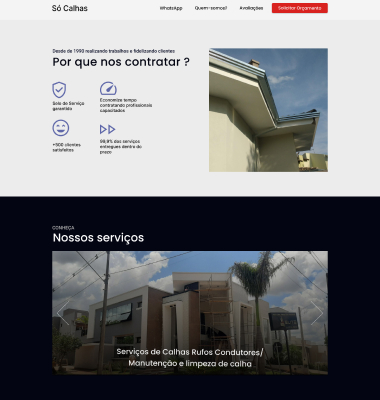 Só Calhas
WhatsApp
Quem-somos!
Avaliações
Solicitar Orçamento
Desde de 1990 realizando trabalhos e fidelizando clientes
Por que nos contratar ?
Selo de Serviço
garantido
Economize tempo
contratando profissionais
capacitados
+500 clientes
satisfeitos
99,9% dos serviços
entregues dentro do
prazo
CONHEÇA
Nossos serviços
Serviços de Calhas Rufos Condutores/
Manutenção e limpeza de calha